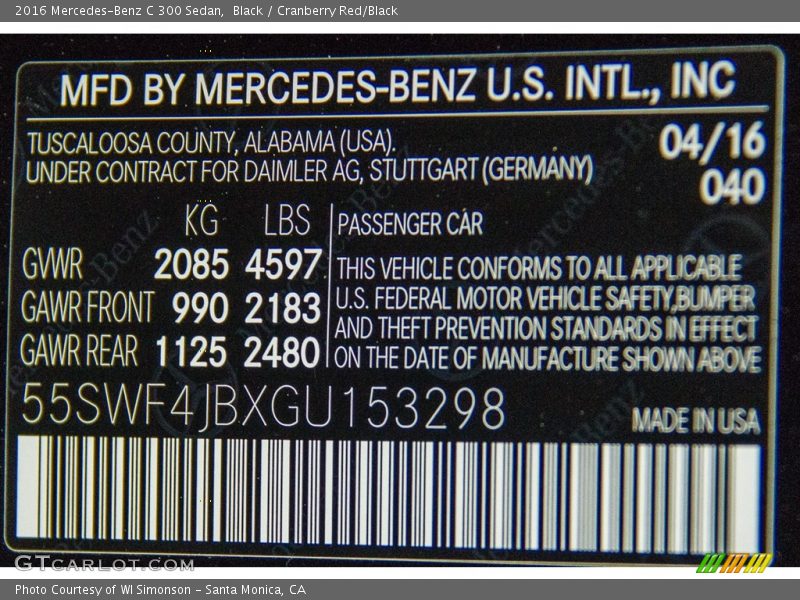 2016 Mercedes-Benz C 300 Sedan,  Black / Cranberry Red/Black
MFD BY MERCEDES-BENZ U.S. INTL., INC
TUSCALOOSA COUNTY, ALABAMA (USA).
UNDER CONTRACT FOR DAIMLER AG, STUTTGART (GERMANY)
04/16
040
KG LBS
GVWR 2085 4597
GAWR FRONT 990 2183
GAWR REAR 1125 2480
PASSENGER CAR
THIS VEHICLE CONFORMS TO ALL APPLICABLE
U.S. FEDERAL MOTOR VEHICLE SAFETY,BUMPER
AND THEFT PREVENTION STANDARDS IN EFFECT
ON THE DATE OF MANUFACTURE SHOWN ABOVE
55SWF4JBXGU153298
MADE IN USA
GTcarlot.com
Photo Courtesy of WI Simonson - Santa Monica, CA